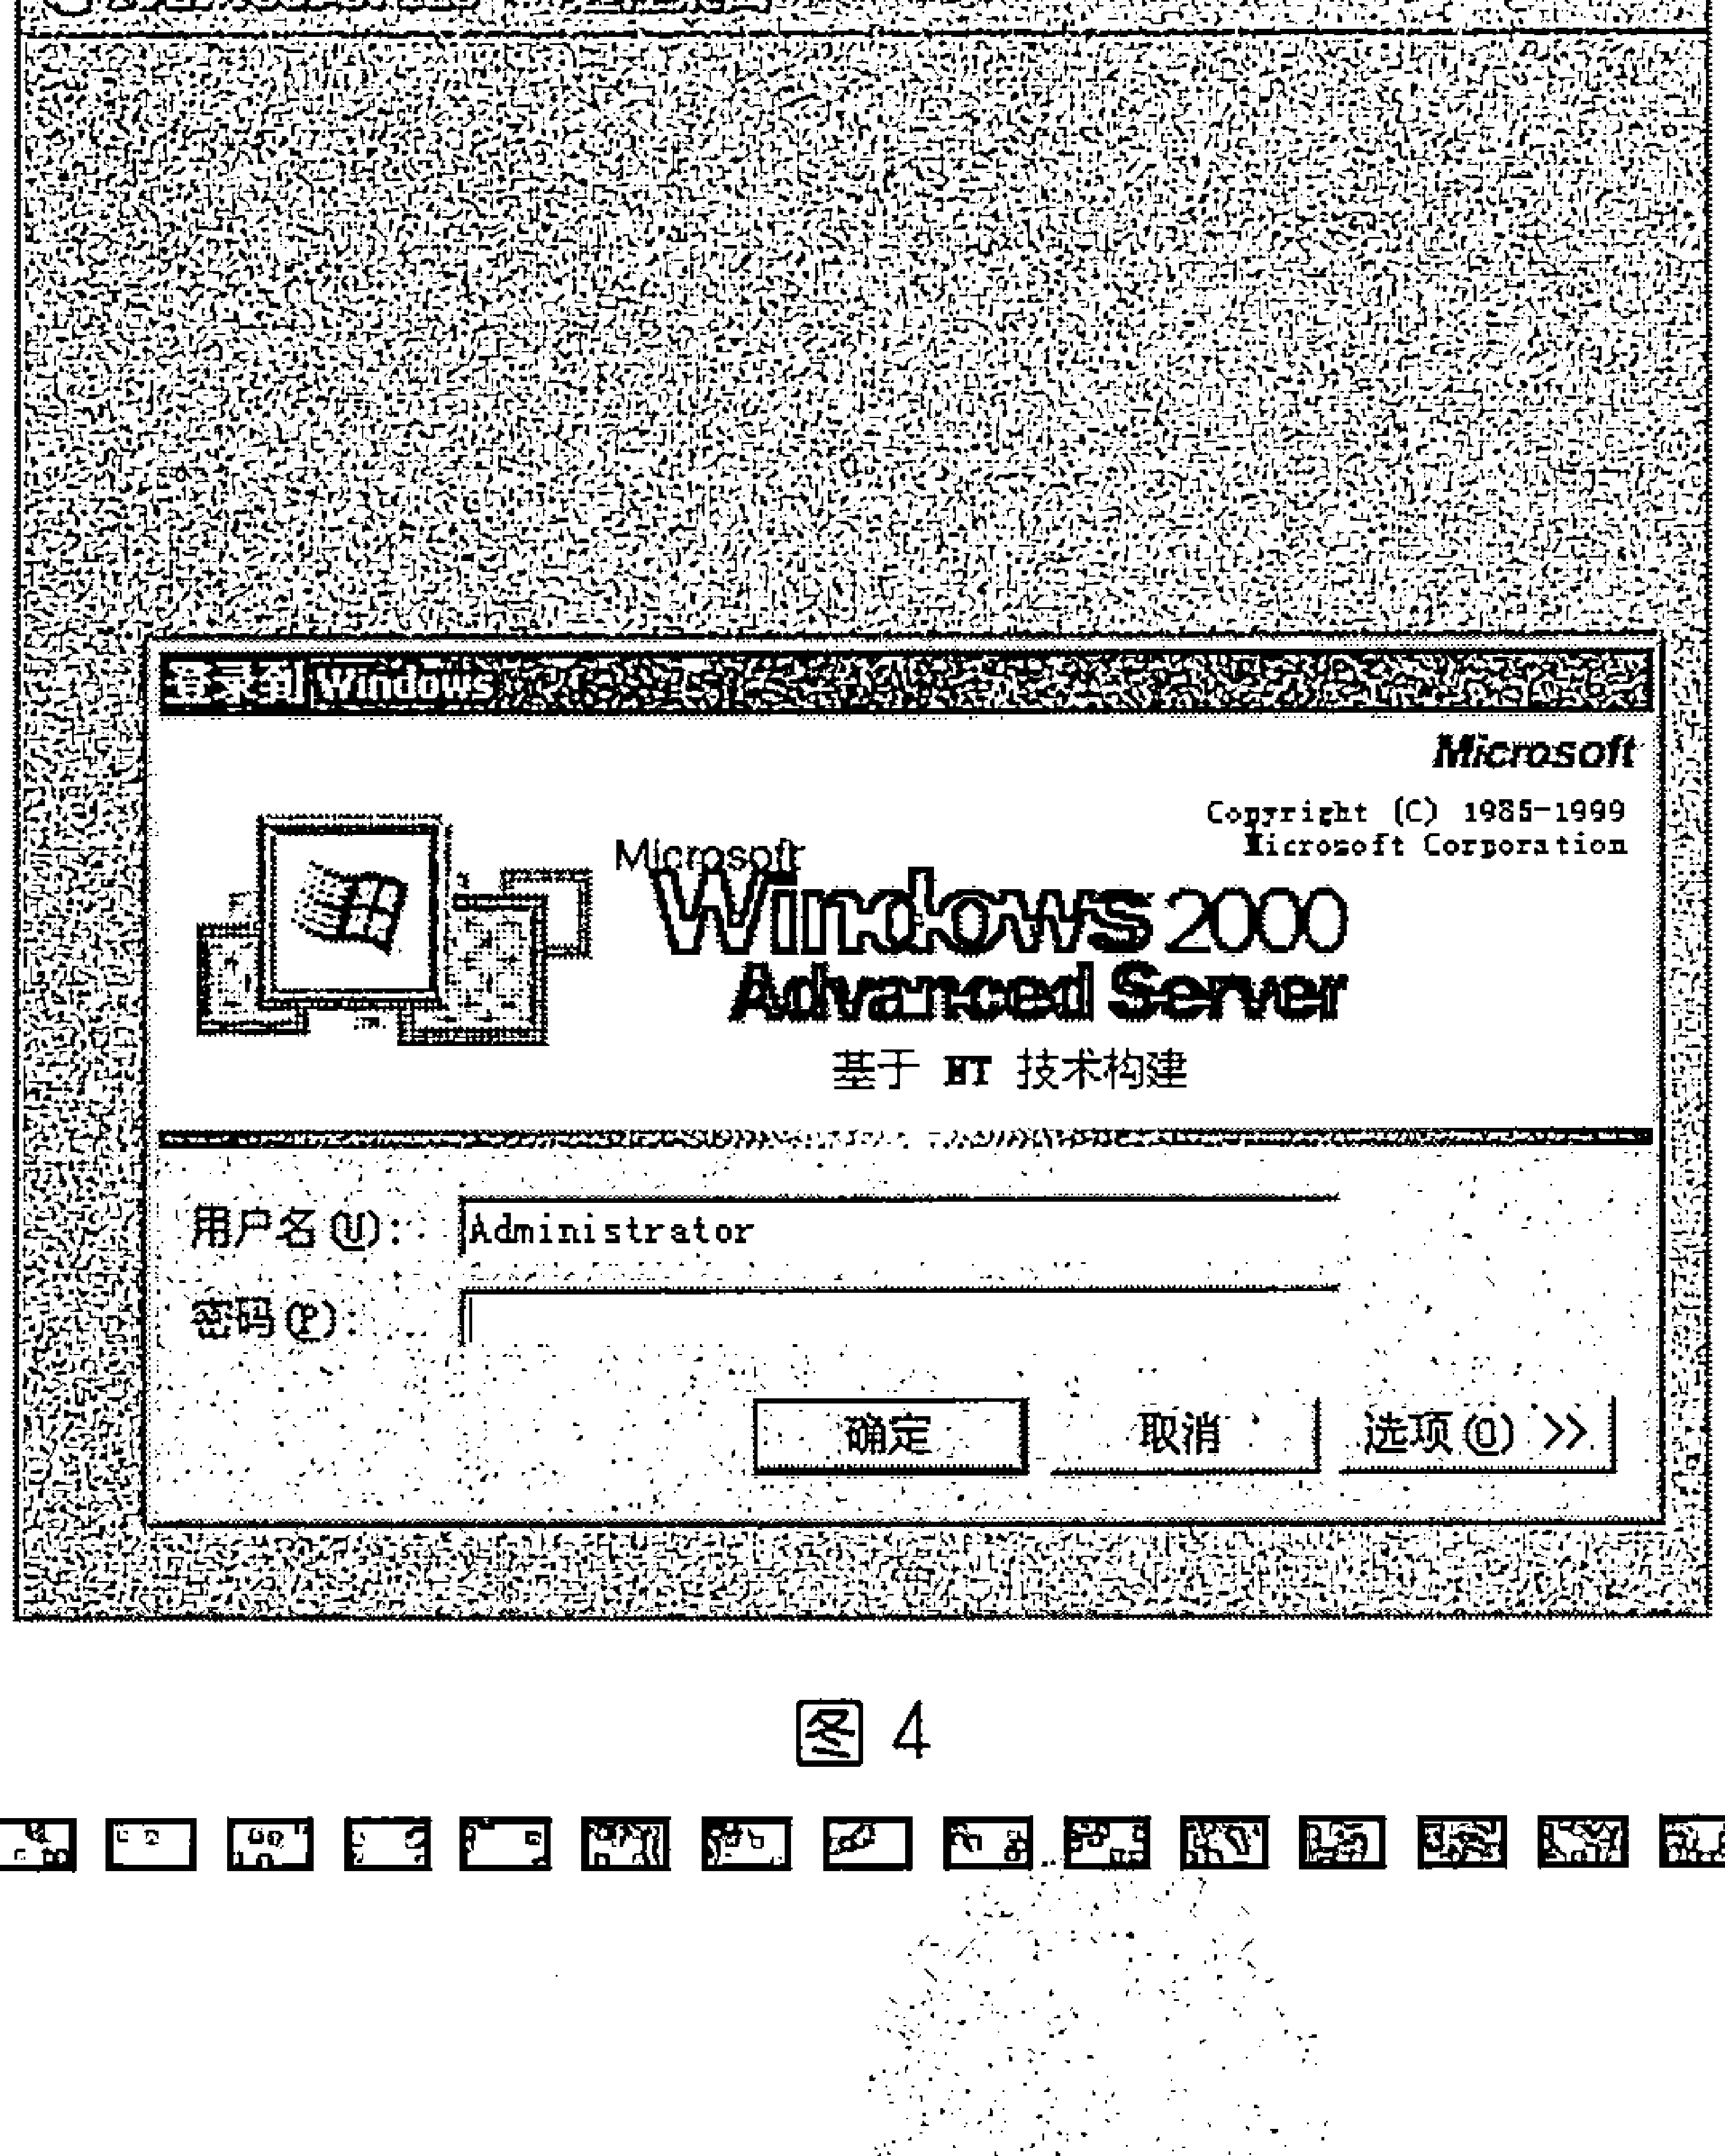 登录到 Windows
Microsoft
Copyright (C) 1985-1999
Microsoft Corporation
Microsoft
Windows 2000
Advanced Server
基于 NT 技术构建
用户名(U): Administrator
密码(P):
确定 取消 选项(O) >>
图 4